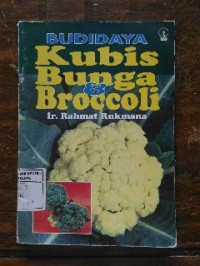 BUDIDAYA
Kubis
Bunga
&
Broccoli
Ir. Rahmat Rukmana